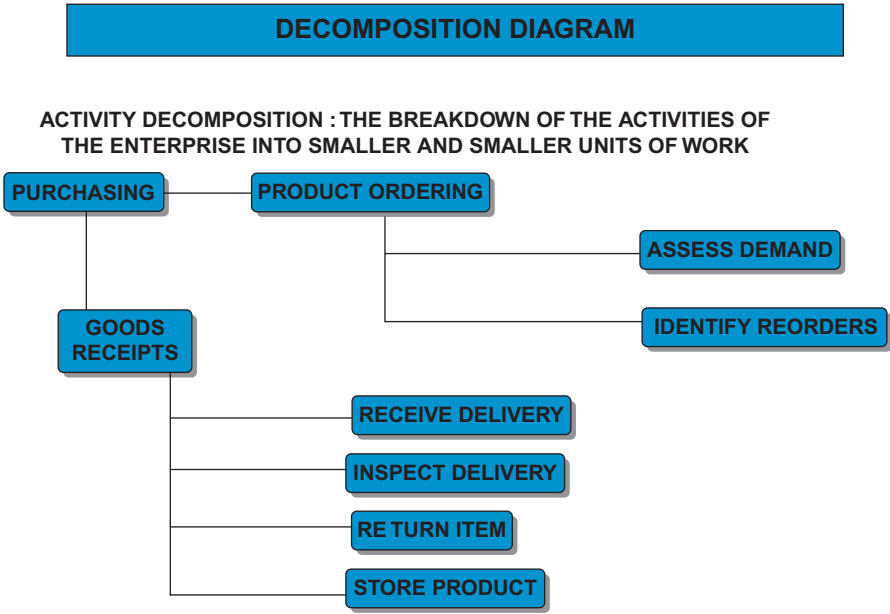 DECOMPOSITION DIAGRAM
ACTIVITY DECOMPOSITION : THE BREAKDOWN OF THE ACTIVITIES OF
THE ENTERPRISE INTO SMALLER AND SMALLER UNITS OF WORK
PURCHASING
PRODUCT ORDERING
ASSESS DEMAND
IDENTIFY REORDERS
GOODS
RECEIPTS
RECEIVE DELIVERY
INSPECT DELIVERY
RE TURN ITEM
STORE PRODUCT